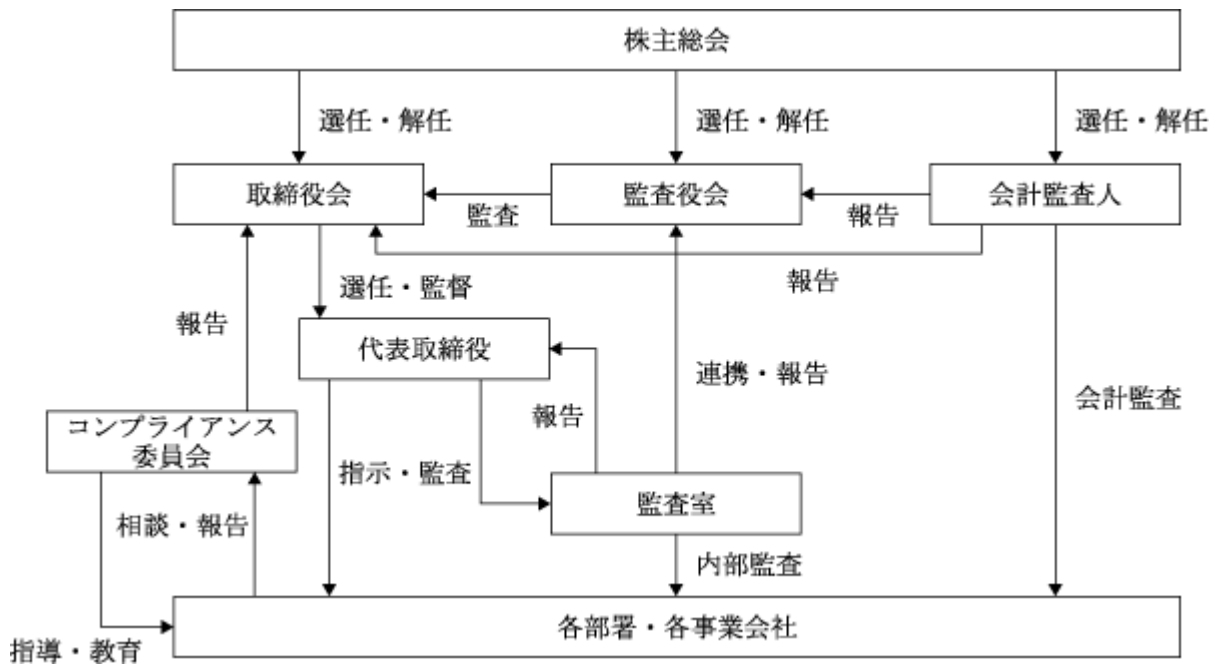 株主総会
選任・解任
選任・解任
選任・解任
取締役会
監査役会
会計監査人
監査
報告
報告
選任・監督
報告
代表取締役
連携・報告
会計監査
報告
コンプライアンス
委員会
指示・監査
監査室
相談・報告
内部監査
各部署・各事業会社
指導・教育